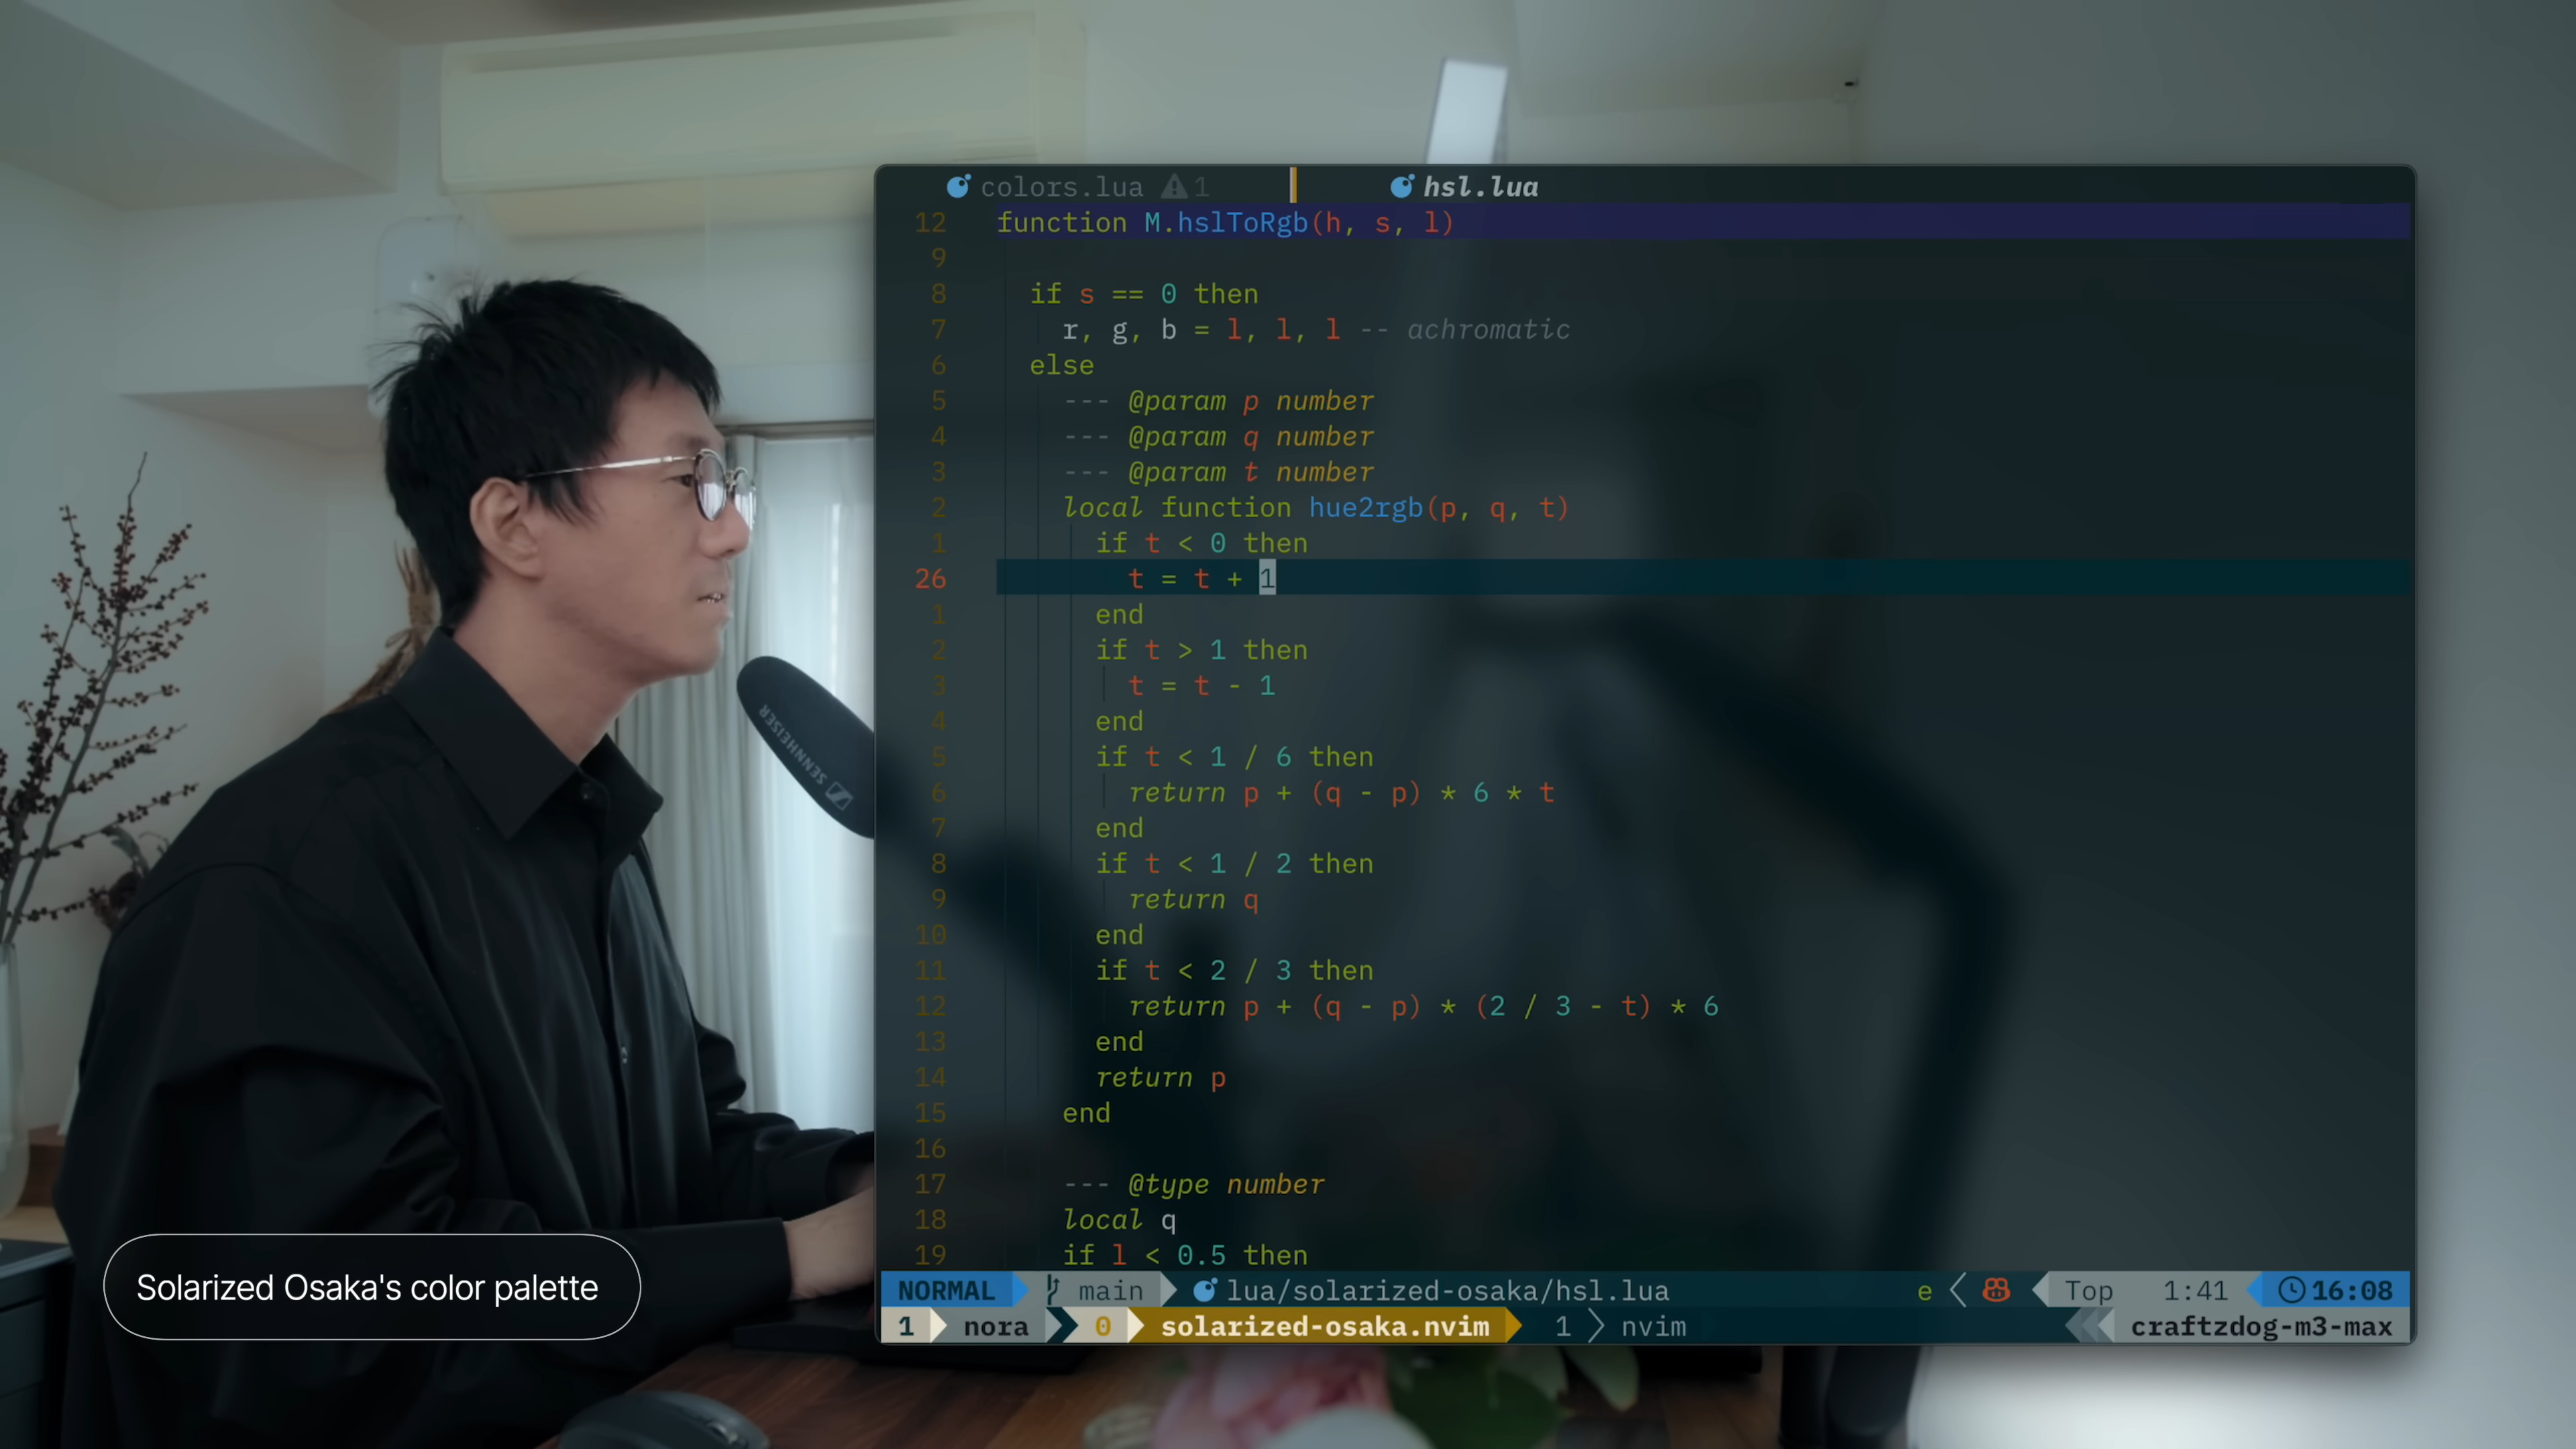 colors.lua 1 hsl.lua
12 function M.hslToRgb(h, s, l)
9
8 if s == 0 then
7 r, g, b = l, l, l -- achromatic
6 else
5 --- @param p number
4 --- @param q number
3 --- @param t number
2 local function hue2rgb(p, q, t)
1 if t < 0 then
26 t = t + 1
1 end
2 if t > 1 then
3 t = t - 1
4 end
5 if t < 1 / 6 then
6 return p + (q - p) * 6 * t
7 end
8 if t < 1 / 2 then
9 return q
10 end
11 if t < 2 / 3 then
12 return p + (q - p) * (2 / 3 - t) * 6
13 end
14 return p
15 end
16
17 --- @type number
18 local q
19 if l < 0.5 then
NORMAL main lua/solarized-osaka/hsl.lua e Top 1:41 16:08
1 nora 0 solarized-osaka.nvim 1 nvim craftzdog-m3-max
SENNHEISER
Solarized Osaka's color palette